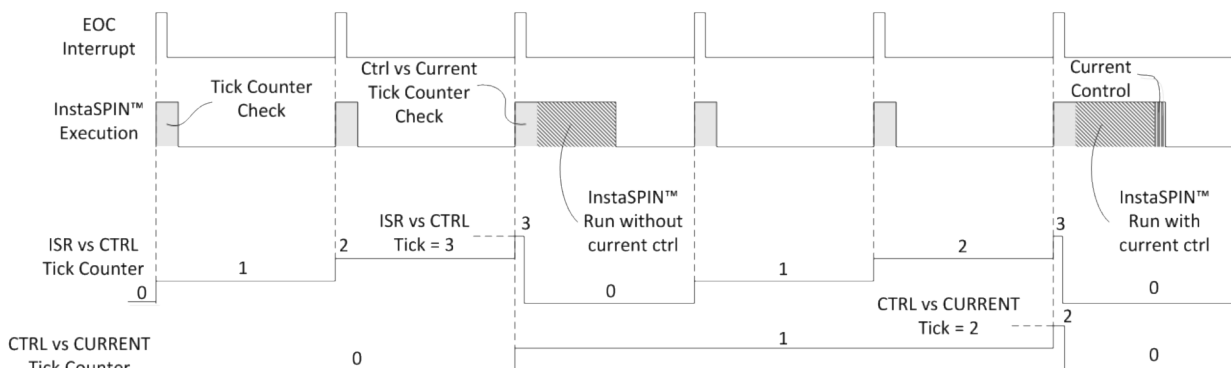 EOC
Interrupt
InstaSPIN™
Execution
Tick Counter
Check
Ctrl vs Current
Tick Counter
Check
Current
Control
InstaSPIN™
Run without
current ctrl
InstaSPIN™
Run with
current ctrl
ISR vs CTRL
Tick Counter
0
1
2
ISR vs CTRL
Tick = 3
3
0
1
2
3
0
CTRL vs CURRENT
Tick = 2
CTRL vs CURRENT
Tick Counter
0
1
2
0